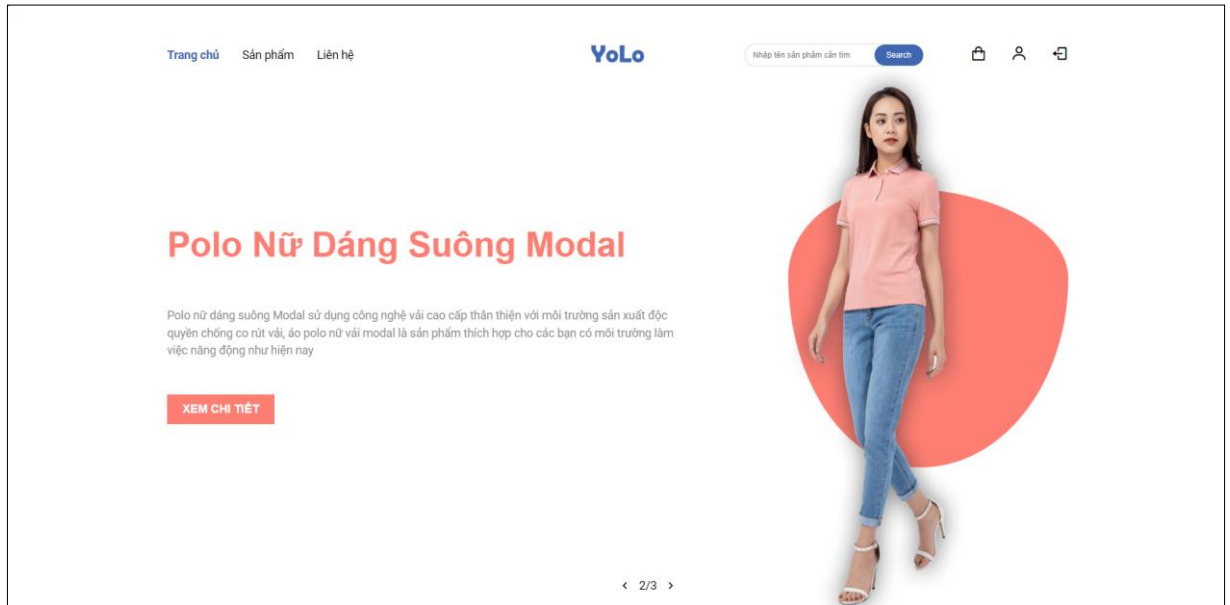 Trang chủ Sản phẩm Liên hệ YoLo Nhập tên sản phẩm cần tìm Search
Polo Nữ Dáng Suông Modal
Polo nữ dáng suông Modal sử dụng công nghệ vải cao cấp thân thiện với môi trường sản xuất độc
quyền chống co rút vải, áo polo nữ vải modal là sản phẩm thích hợp cho các bạn có môi trường làm
việc năng động như hiện nay
XEM CHI TIẾT
< 2/3 >